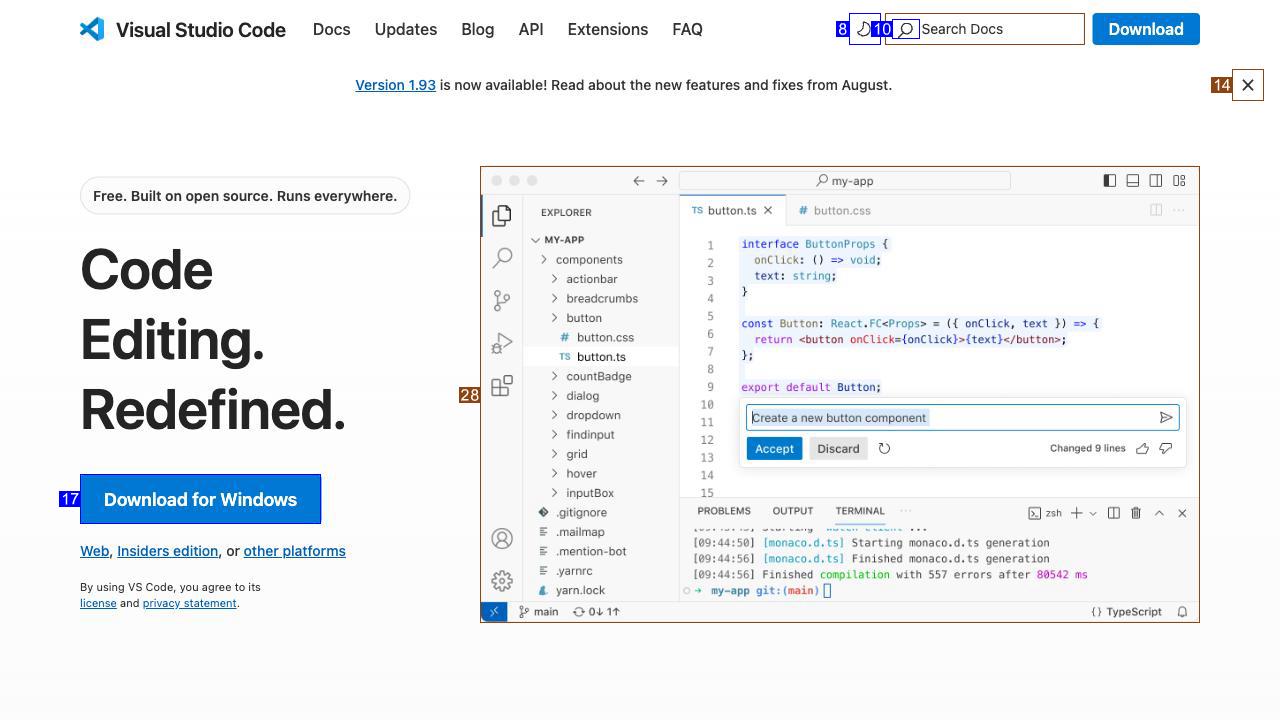 Visual Studio Code
Docs
Updates
Blog
API
Extensions
FAQ
8
10
Search Docs
Download
Version 1.93 is now available! Read about the new features and fixes from August.
14
Free. Built on open source. Runs everywhere.
Code
Editing.
Redefined.
17
Download for Windows
Web, Insiders edition, or other platforms
By using VS Code, you agree to its
license and privacy statement.
28
my-app
EXPLORER
MY-APP
components
actionbar
breadcrumbs
button
# button.css
TS button.ts
countBadge
dialog
dropdown
findinput
grid
hover
inputBox
.gitignore
.mailmap
.mention-bot
.yarnrc
yarn.lock
TS button.ts
# button.css
1 interface ButtonProps {
2 onClick: () => void;
3 text: string;
4 }
5
6 const Button: React.FC<Props> = ({ onClick, text }) => {
7 return <button onClick={onClick}>{text}</button>;
8 };
9
10 export default Button;
11
12
13
14
15
Create a new button component
Accept
Discard
Changed 9 lines
PROBLEMS
OUTPUT
TERMINAL
zsh
[09:44:50] [monaco.d.ts] Starting monaco.d.ts generation
[09:44:56] [monaco.d.ts] Finished monaco.d.ts generation
[09:44:56] Finished compilation with 557 errors after 80542 ms
my-app git:(main)
main
0↓ 1↑
{} TypeScript